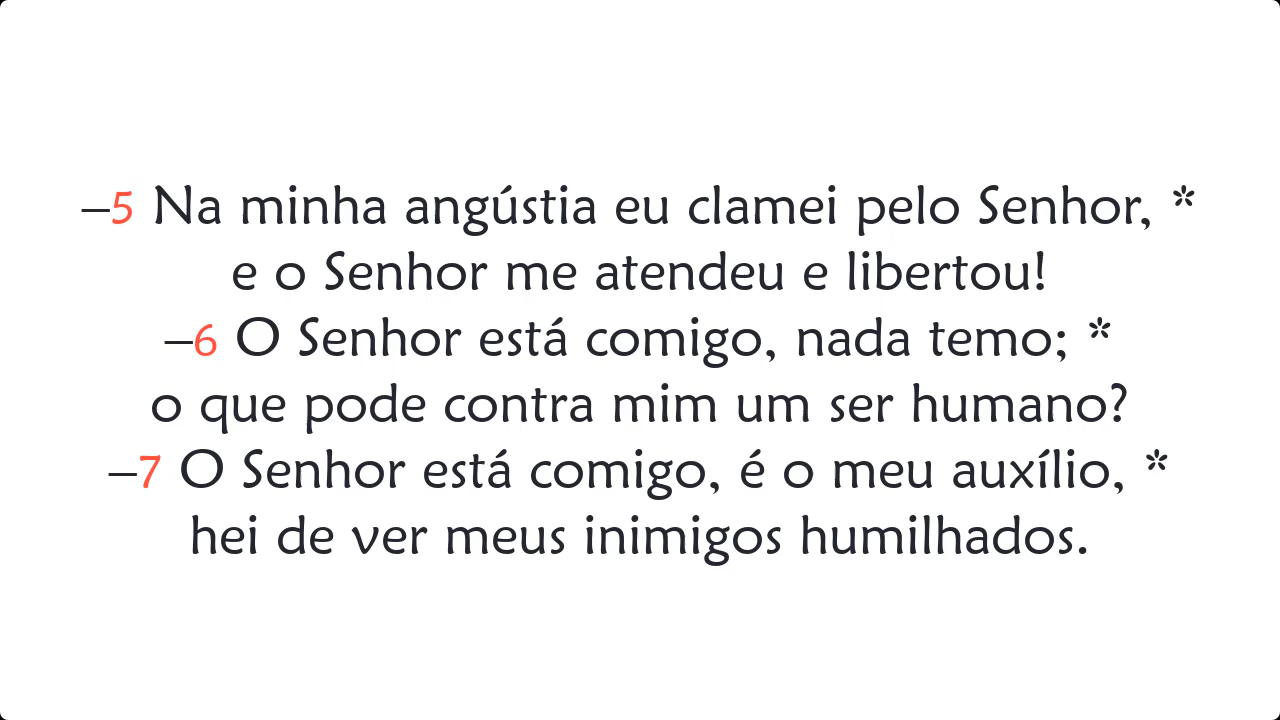 –5 Na minha angústia eu clamei pelo Senhor, *
e o Senhor me atendeu e libertou!
–6 O Senhor está comigo, nada temo; *
o que pode contra mim um ser humano?
–7 O Senhor está comigo, é o meu auxílio, *
hei de ver meus inimigos humilhados.